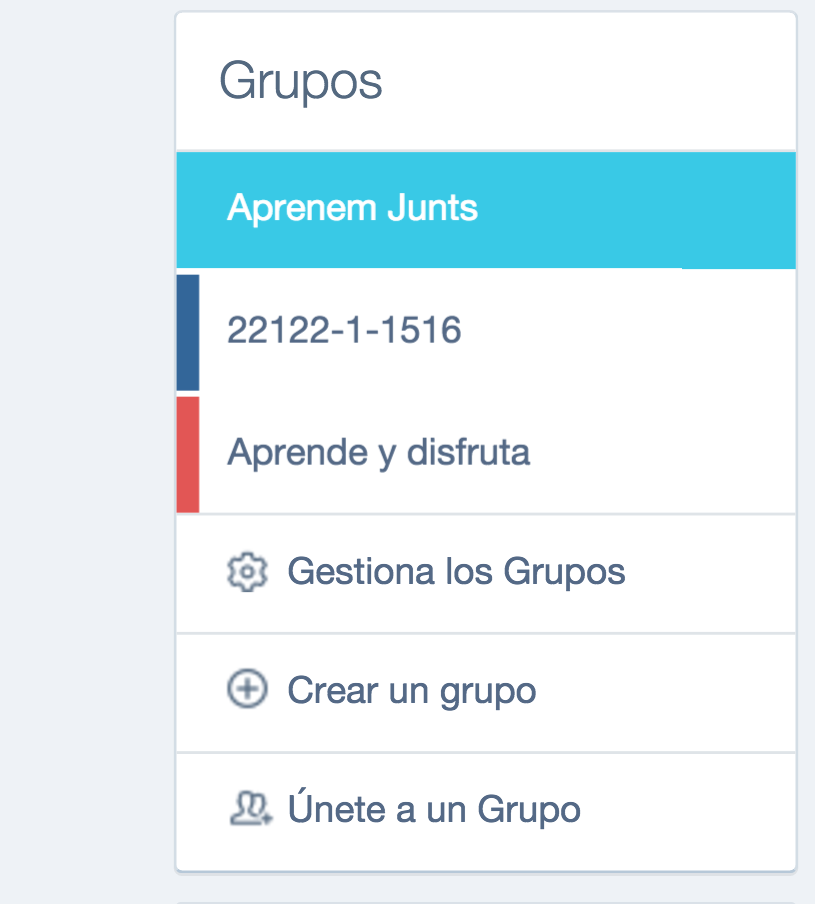 Grupos
Aprenem Junts
22122-1-1516
Aprende y disfruta
Gestiona los Grupos
Crear un grupo
Únete a un Grupo